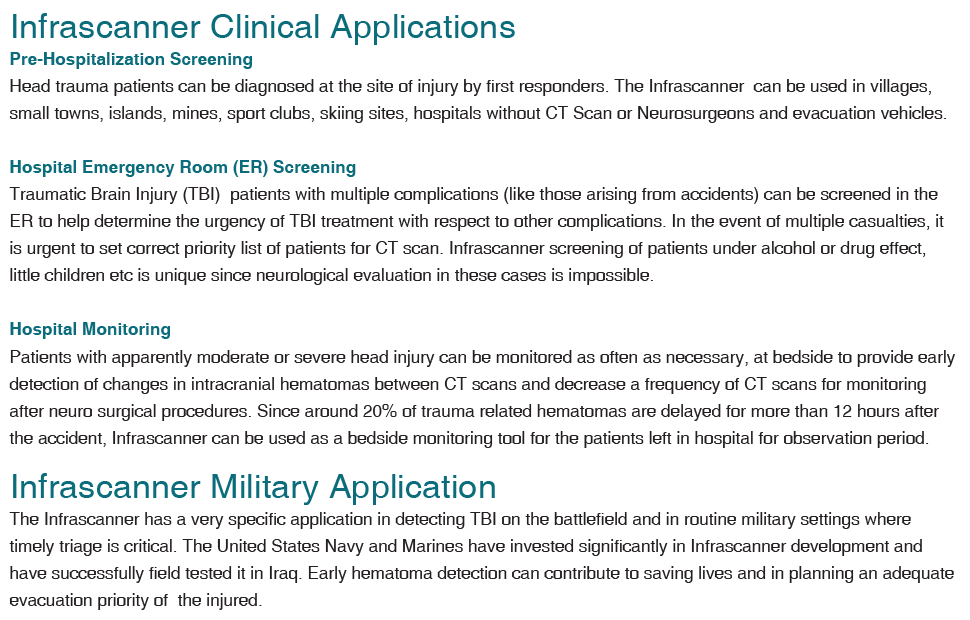 Infrascanner Clinical Applications
Pre-Hospitalization Screening
Head trauma patients can be diagnosed at the site of injury by first responders. The Infrascanner  can be used in villages,
small towns, islands, mines, sport clubs, skiing sites, hospitals without CT Scan or Neurosurgeons and evacuation vehicles.
Hospital Emergency Room (ER) Screening
Traumatic Brain Injury (TBI)  patients with multiple complications (like those arising from accidents) can be screened in the
ER to help determine the urgency of TBI treatment with respect to other complications. In the event of multiple casualties, it
is urgent to set correct priority list of patients for CT scan. Infrascanner screening of patients under alcohol or drug effect,
little children etc is unique since neurological evaluation in these cases is impossible.
Hospital Monitoring
Patients with apparently moderate or severe head injury can be monitored as often as necessary, at bedside to provide early
detection of changes in intracranial hematomas between CT scans and decrease a frequency of CT scans for monitoring
after neuro surgical procedures. Since around 20% of trauma related hematomas are delayed for more than 12 hours after
the accident, Infrascanner can be used as a bedside monitoring tool for the patients left in hospital for observation period.
Infrascanner Military Application
The Infrascanner has a very specific application in detecting TBI on the battlefield and in routine military settings where
timely triage is critical. The United States Navy and Marines have invested significantly in Infrascanner development and
have successfully field tested it in Iraq. Early hematoma detection can contribute to saving lives and in planning an adequate
evacuation priority of  the injured.